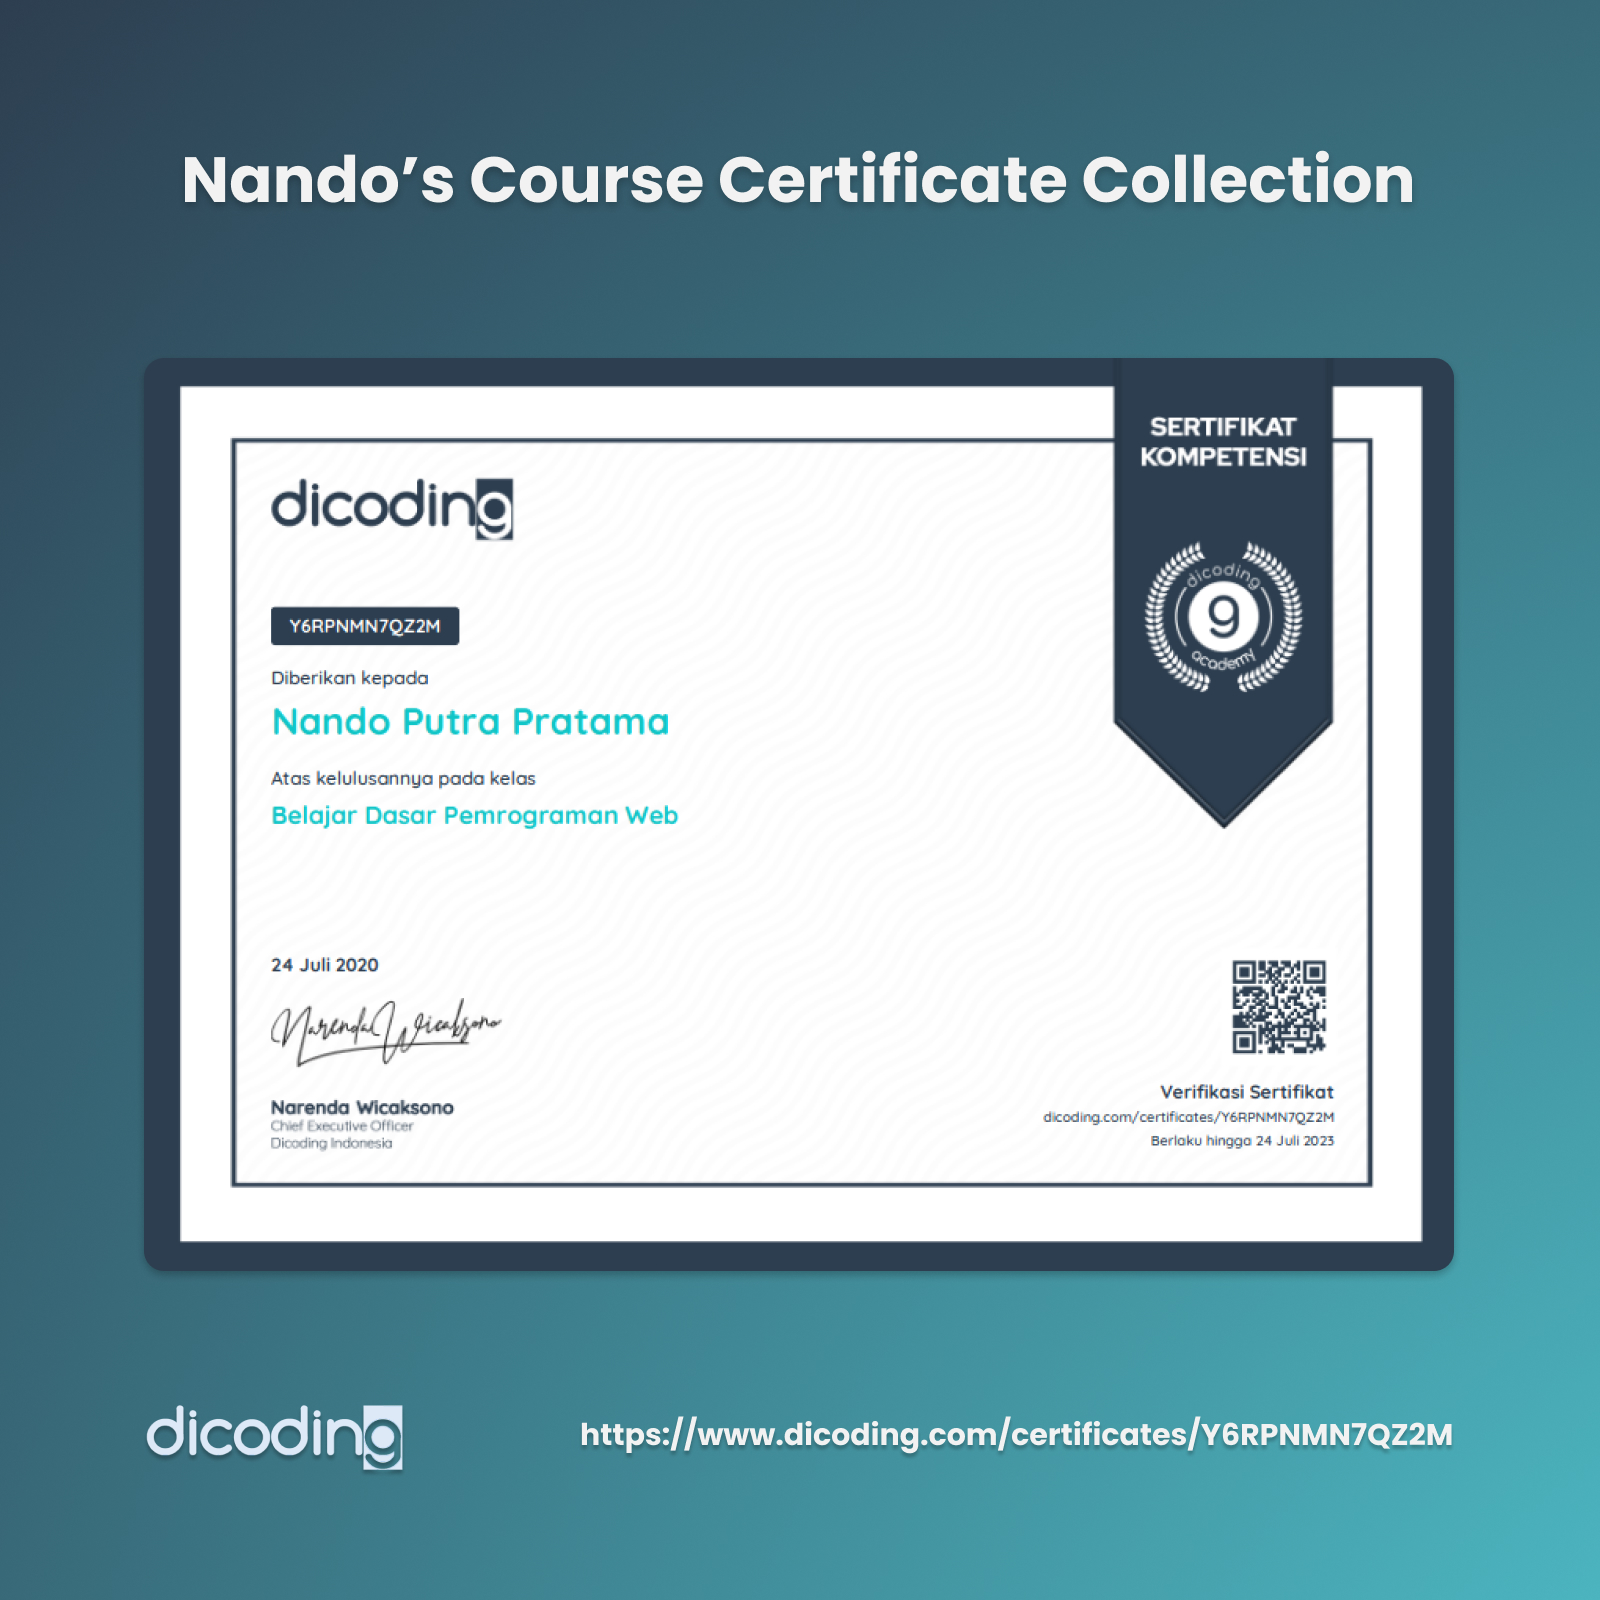 Nando’s Course Certificate Collection
SERTIFIKAT
KOMPETENSI
dicoding
dicoding
9
academy
Y6RPNMN7QZ2M
Diberikan kepada
Nando Putra Pratama
Atas kelulusannya pada kelas
Belajar Dasar Pemrograman Web
24 Juli 2020
Narenda Wicaksono
Narenda Wicaksono
Chief Executive Officer
Dicoding Indonesia
Verifikasi Sertifikat
dicoding.com/certificates/Y6RPNMN7QZ2M
Berlaku hingga 24 Juli 2023
dicoding
https://www.dicoding.com/certificates/Y6RPNMN7QZ2M